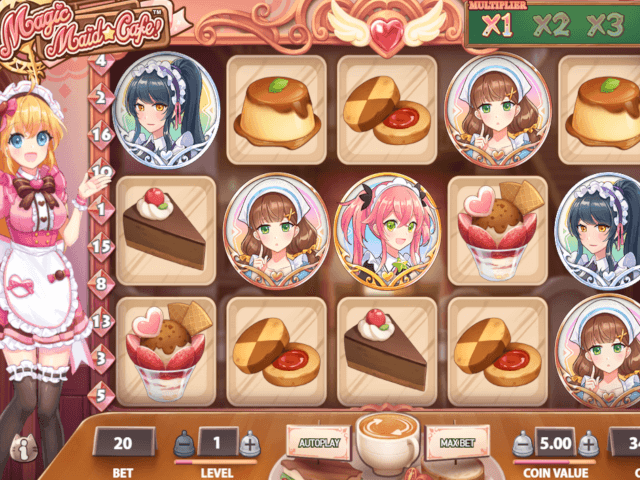 Magic
Maid Cafe!™
MULTIPLIER
X1 X2 X3
4
2
16
10
1
15
8
13
3
5
i
20
BET
1
LEVEL
AUTOPLAY
MAX BET
5.00
COIN VALUE